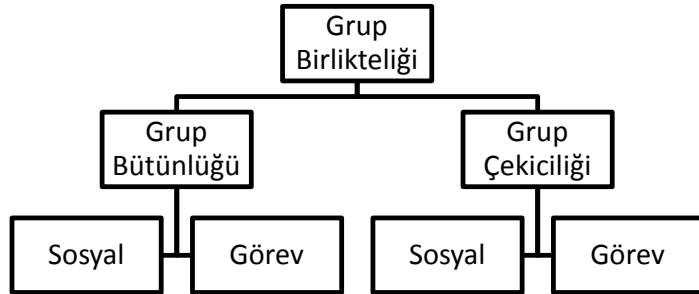 Grup
Birlikteliği
Grup
Bütünlüğü
Grup
Çekiciliği
Sosyal
Görev
Sosyal
Görev